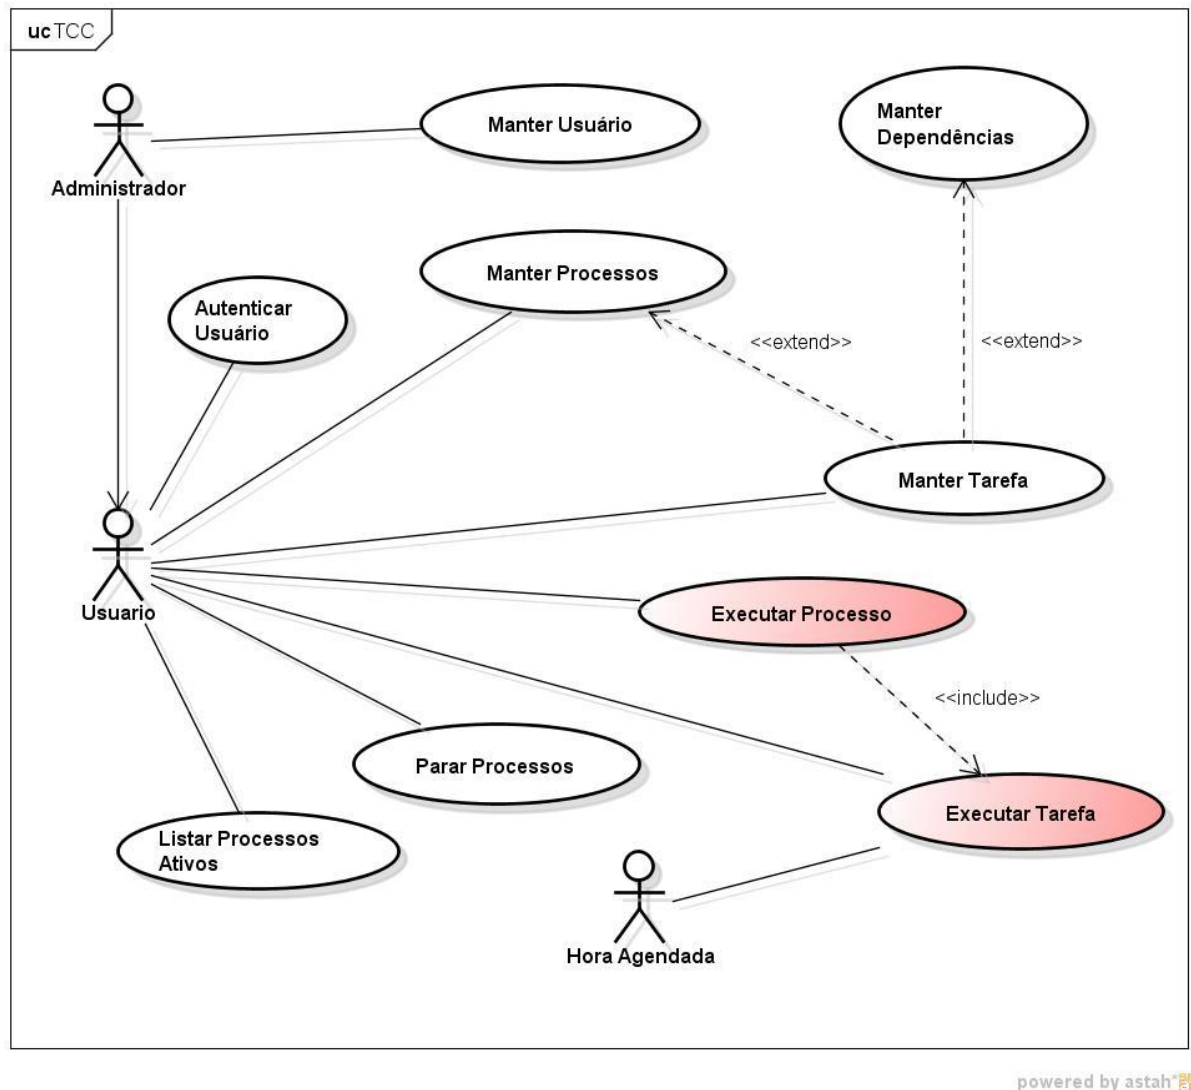 uc TCC
Administrador
Manter Usuário
Manter
Dependências
Manter Processos
Autenticar
Usuário
<<extend>>
<<extend>>
Manter Tarefa
Usuario
Executar Processo
<<include>>
Parar Processos
Executar Tarefa
Listar Processos
Ativos
Hora Agendada
powered by astah*